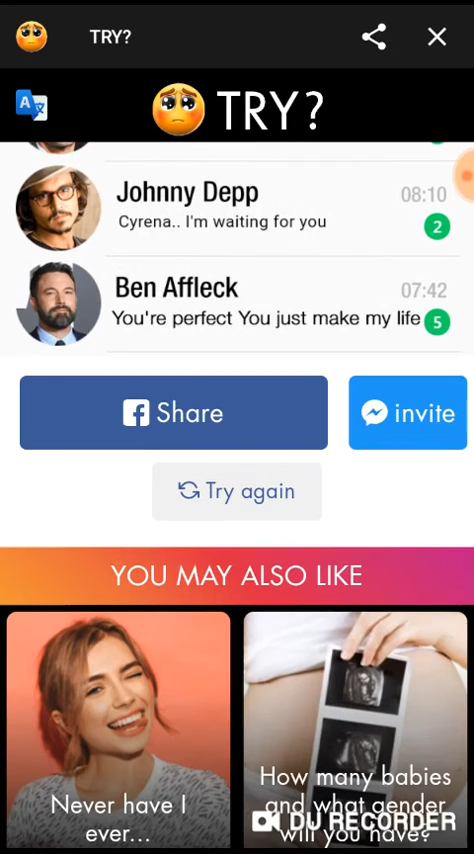 TRY?
TRY?
Johnny Depp
08:10
Cyrena.. I'm waiting for you
2
Ben Affleck
07:42
You're perfect You just make my life
5
Share
invite
Try again
YOU MAY ALSO LIKE
Never have I
ever...
How many babies
and what gender
will you have?
DU RECORDER